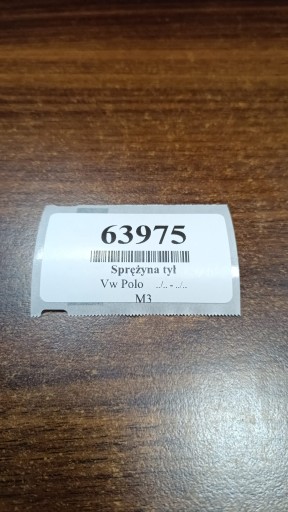 63975
Sprężyna tył
Vw Polo ../.. - ../..
M3